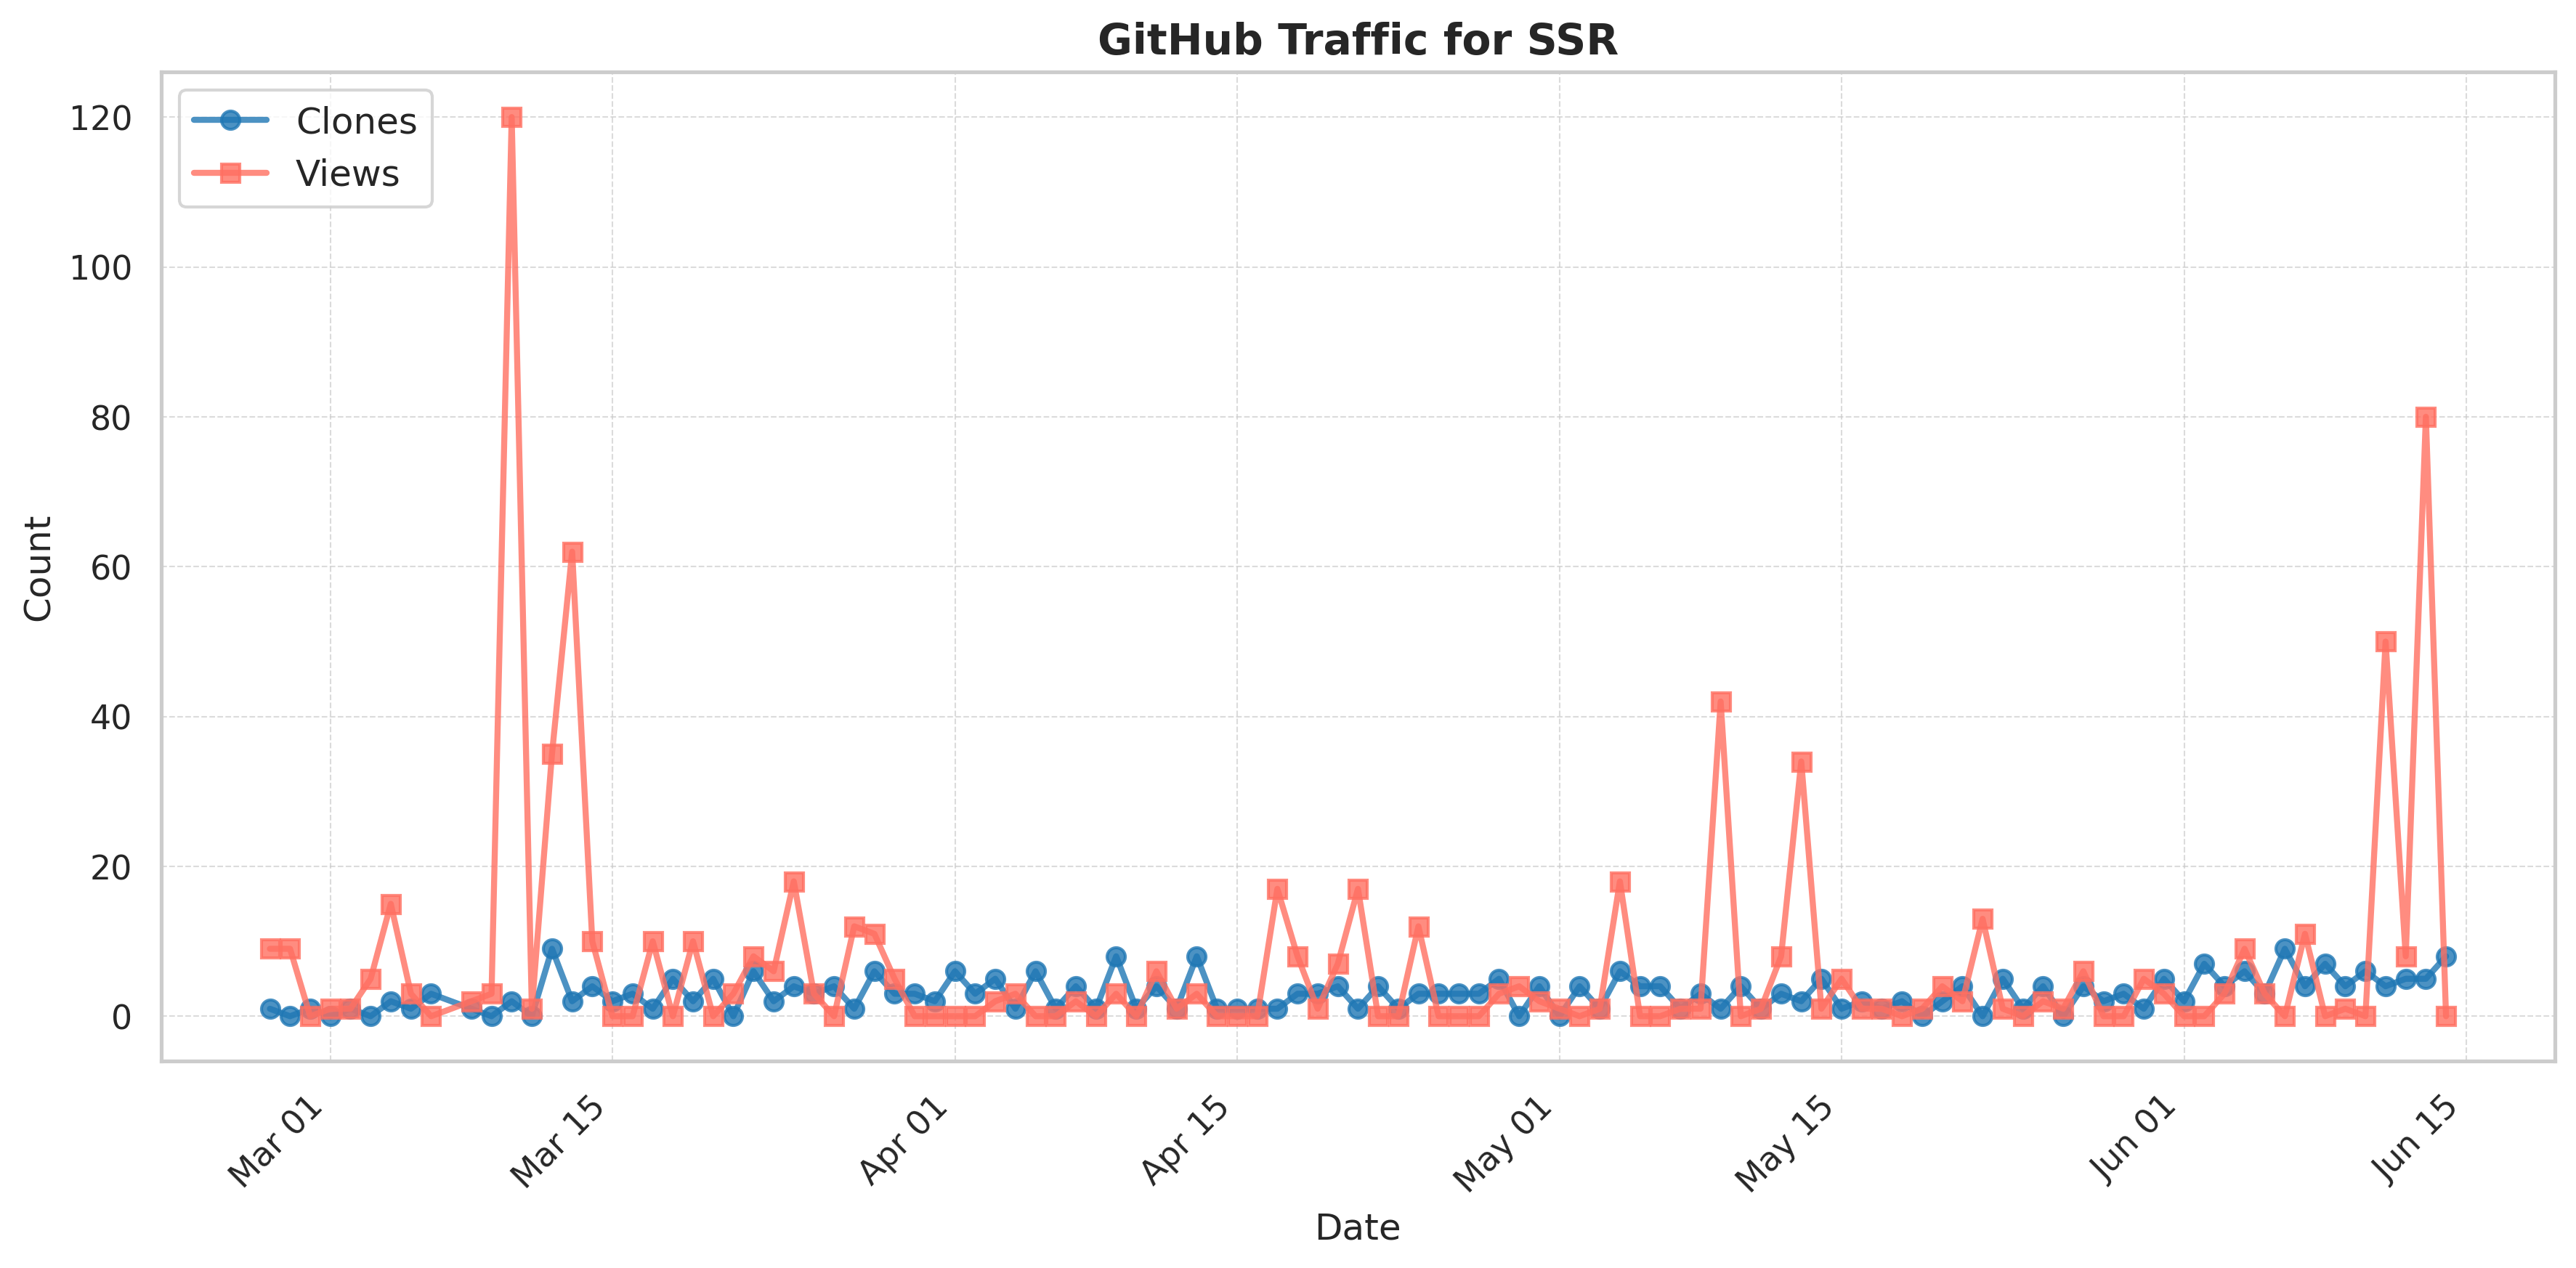 GitHub Traffic for SSR
Clones
Views
120
100
80
60
40
20
0
Count
Mar 01
Mar 15
Apr 01
Apr 15
May 01
May 15
Jun 01
Jun 15
Date